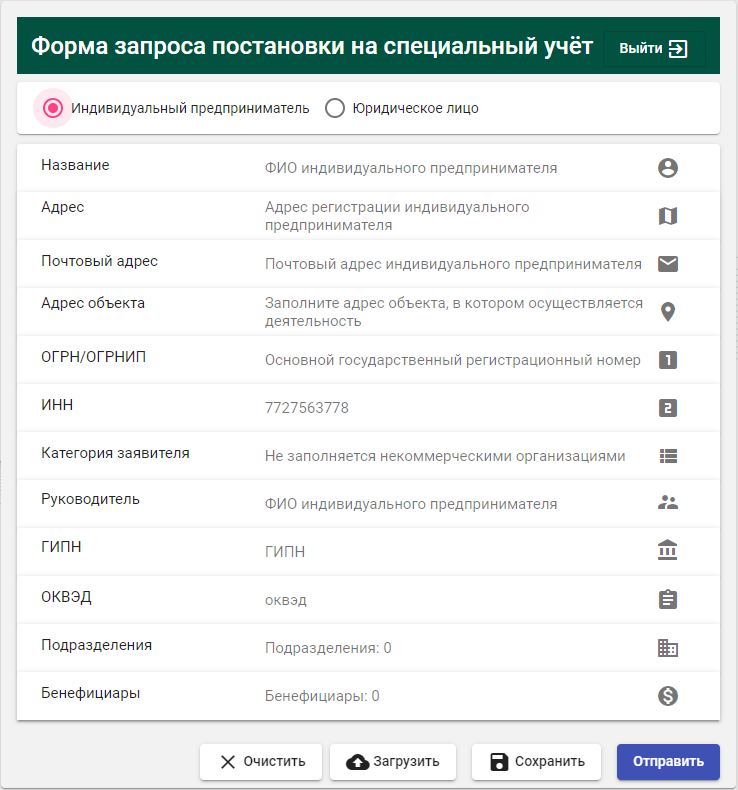 Форма запроса постановки на специальный учёт Выйти
Индивидуальный предприниматель Юридическое лицо
Название ФИО индивидуального предпринимателя
Адрес Адрес регистрации индивидуального
предпринимателя
Почтовый адрес Почтовый адрес индивидуального предпринимателя
Адрес объекта Заполните адрес объекта, в котором осуществляется
деятельность
ОГРН/ОГРНИП Основной государственный регистрационный номер 1
ИНН 7727563778 2
Категория заявителя Не заполняется некоммерческими организациями
Руководитель ФИО индивидуального предпринимателя
ГИПН ГИПН
ОКВЭД оквэд
Подразделения Подразделения: 0
Бенефициары Бенефициары: 0 $
Очистить Загрузить Сохранить Отправить